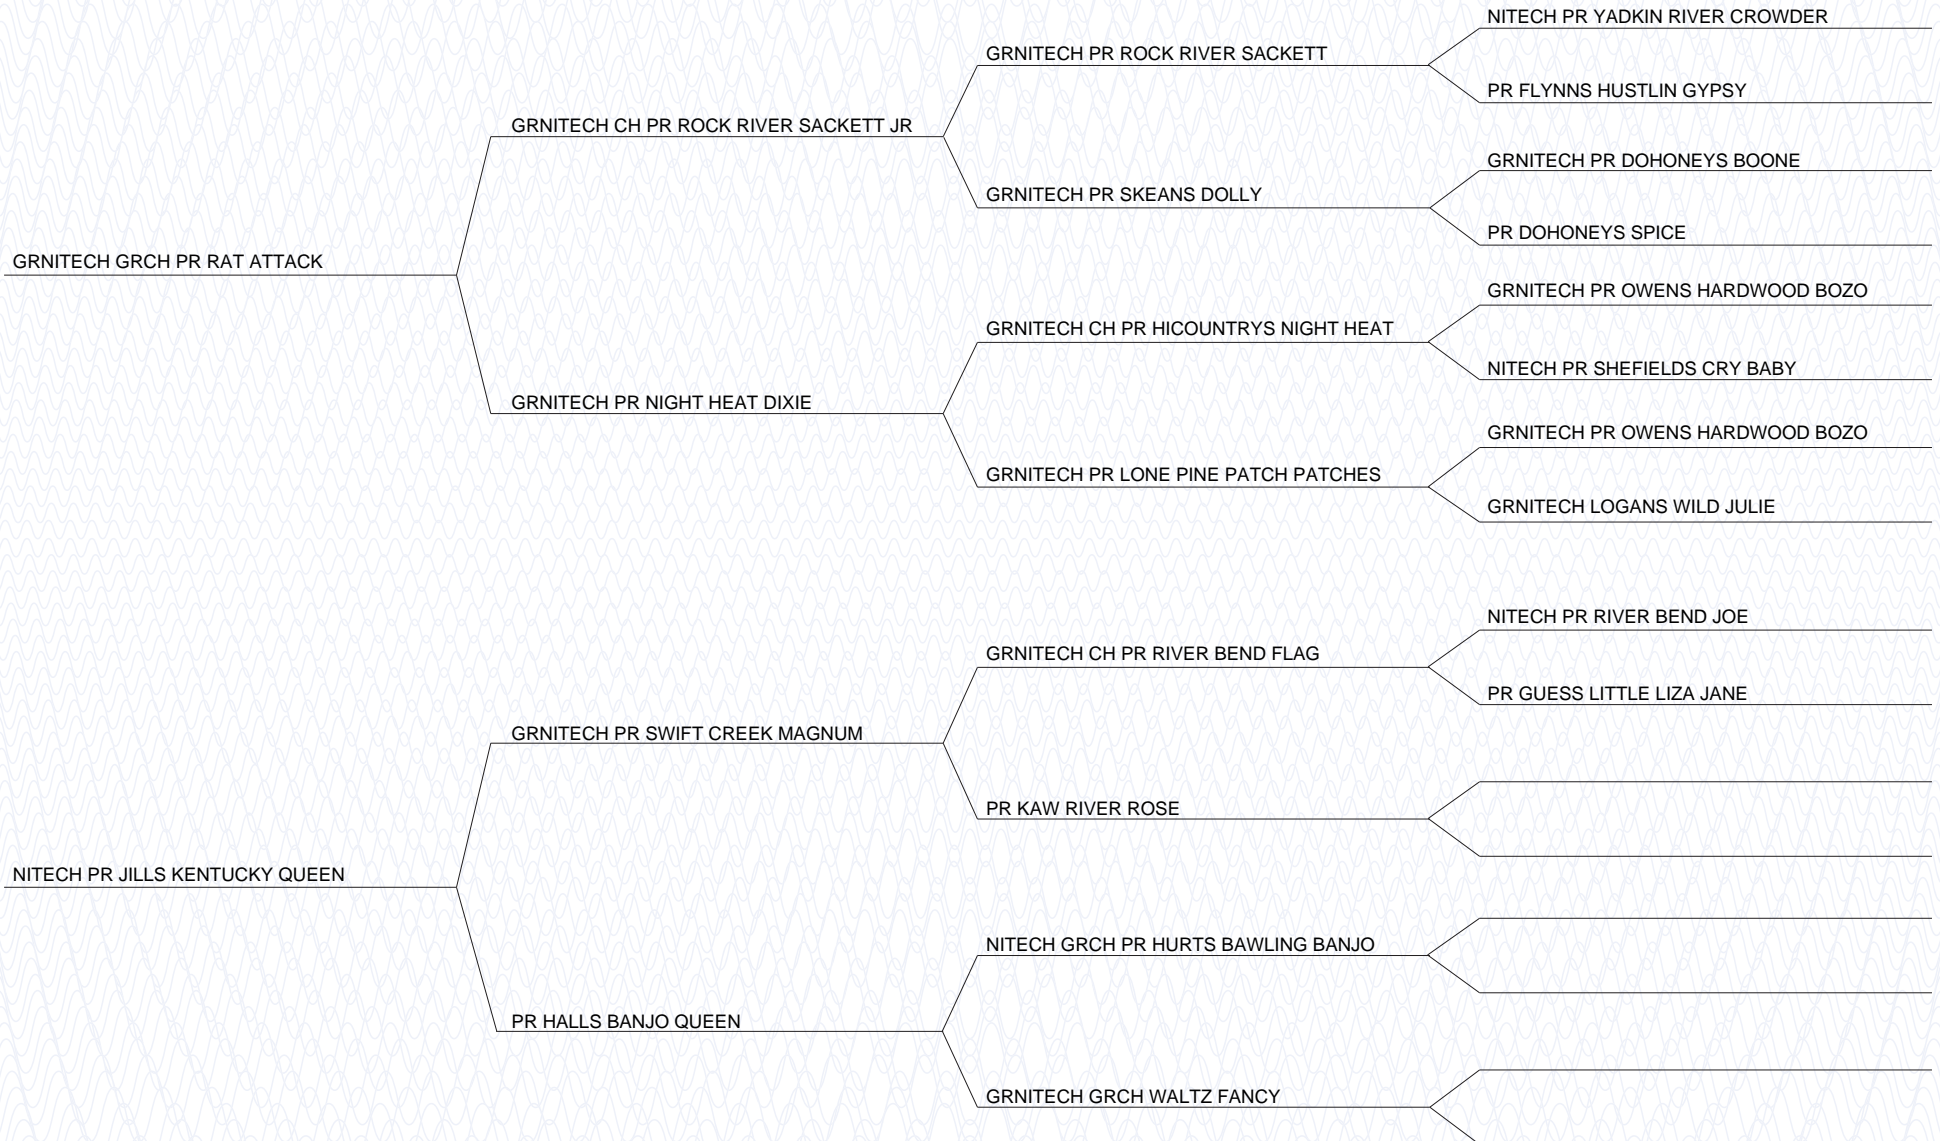 NITECH PR YADKIN RIVER CROWDER
GRNITECH PR ROCK RIVER SACKETT
PR FLYNNS HUSTLIN GYPSY
GRNITECH CH PR ROCK RIVER SACKETT JR
GRNITECH PR DOHONEYS BOONE
GRNITECH PR SKEANS DOLLY
PR DOHONEYS SPICE
GRNITECH GRCH PR RAT ATTACK
GRNITECH PR OWENS HARDWOOD BOZO
GRNITECH CH PR HICOUNTRYS NIGHT HEAT
NITECH PR SHEFIELDS CRY BABY
GRNITECH PR NIGHT HEAT DIXIE
GRNITECH PR OWENS HARDWOOD BOZO
GRNITECH PR LONE PINE PATCH PATCHES
GRNITECH LOGANS WILD JULIE
NITECH PR RIVER BEND JOE
GRNITECH CH PR RIVER BEND FLAG
PR GUESS LITTLE LIZA JANE
GRNITECH PR SWIFT CREEK MAGNUM
PR KAW RIVER ROSE
NITECH PR JILLS KENTUCKY QUEEN
NITECH GRCH PR HURTS BAWLING BANJO
PR HALLS BANJO QUEEN
GRNITECH GRCH WALTZ FANCY